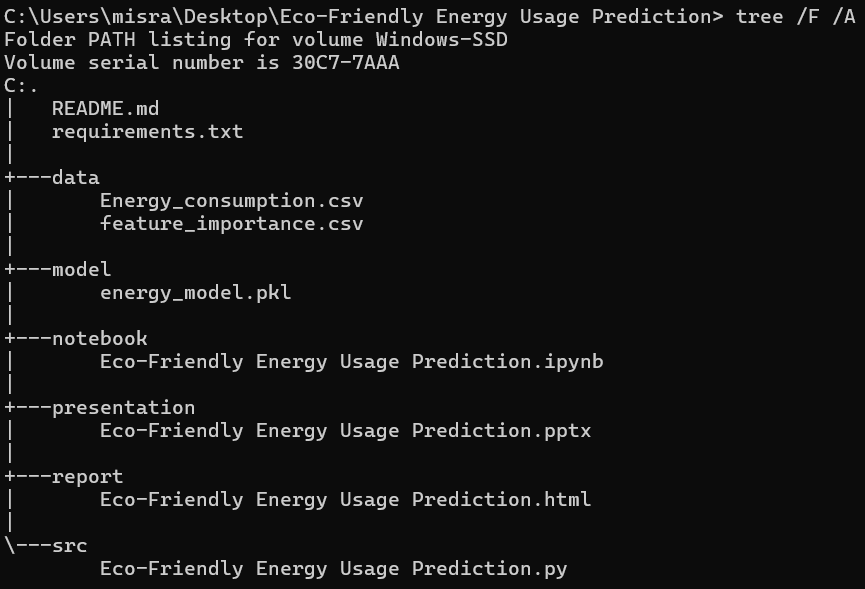 C:\Users\misra\Desktop\Eco-Friendly Energy Usage Prediction> tree /F /A
Folder PATH listing for volume Windows-SSD
Volume serial number is 30C7-7AAA
C:.
|   README.md
|   requirements.txt
|
+---data
|       Energy_consumption.csv
|       feature_importance.csv
|
+---model
|       energy_model.pkl
|
+---notebook
|       Eco-Friendly Energy Usage Prediction.ipynb
|
+---presentation
|       Eco-Friendly Energy Usage Prediction.pptx
|
+---report
|       Eco-Friendly Energy Usage Prediction.html
|
\---src
        Eco-Friendly Energy Usage Prediction.py